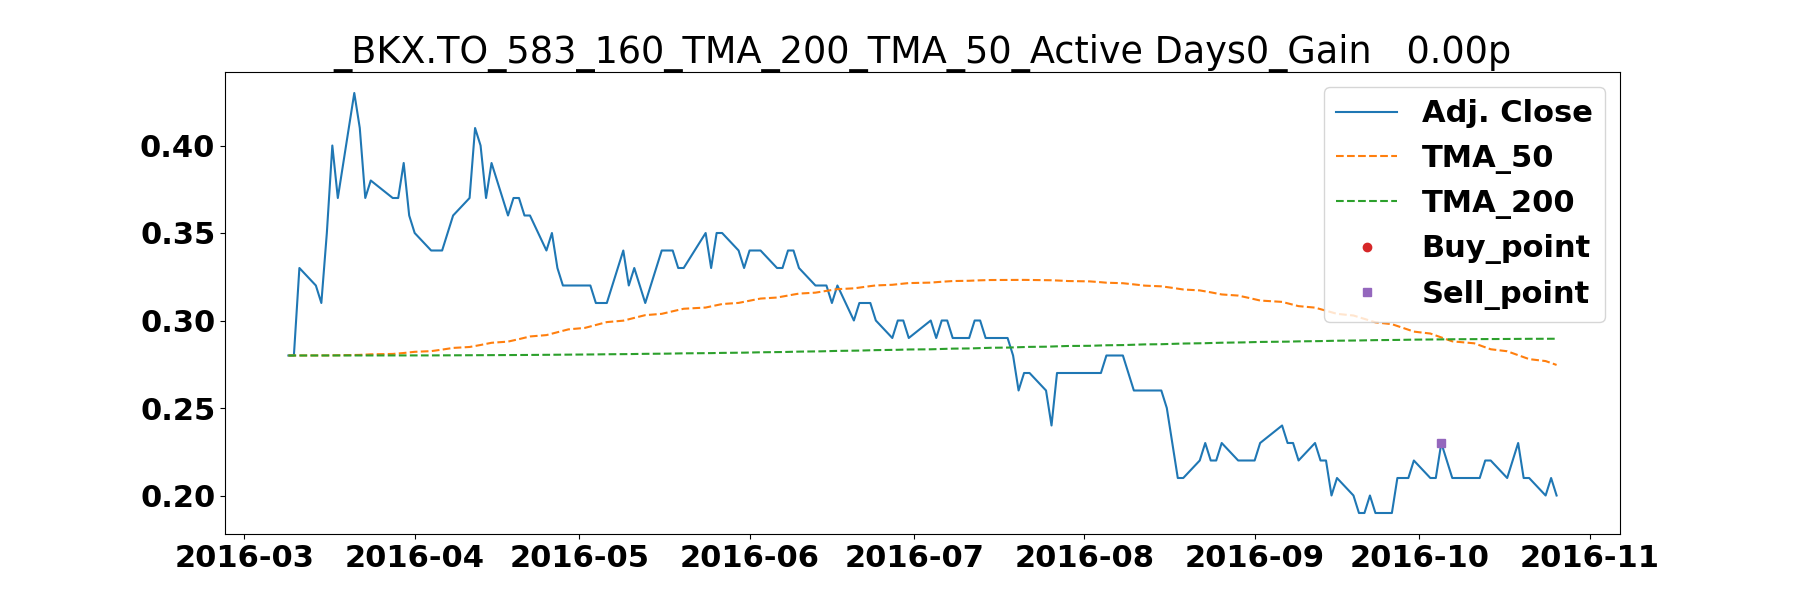 _BKX.TO_583_160_TMA_200_TMA_50_Active Days0_Gain   0.00p
Adj. Close
TMA_50
TMA_200
Buy_point
Sell_point
0.40
0.35
0.30
0.25
0.20
2016-03 2016-04 2016-05 2016-06 2016-07 2016-08 2016-09 2016-10 2016-11